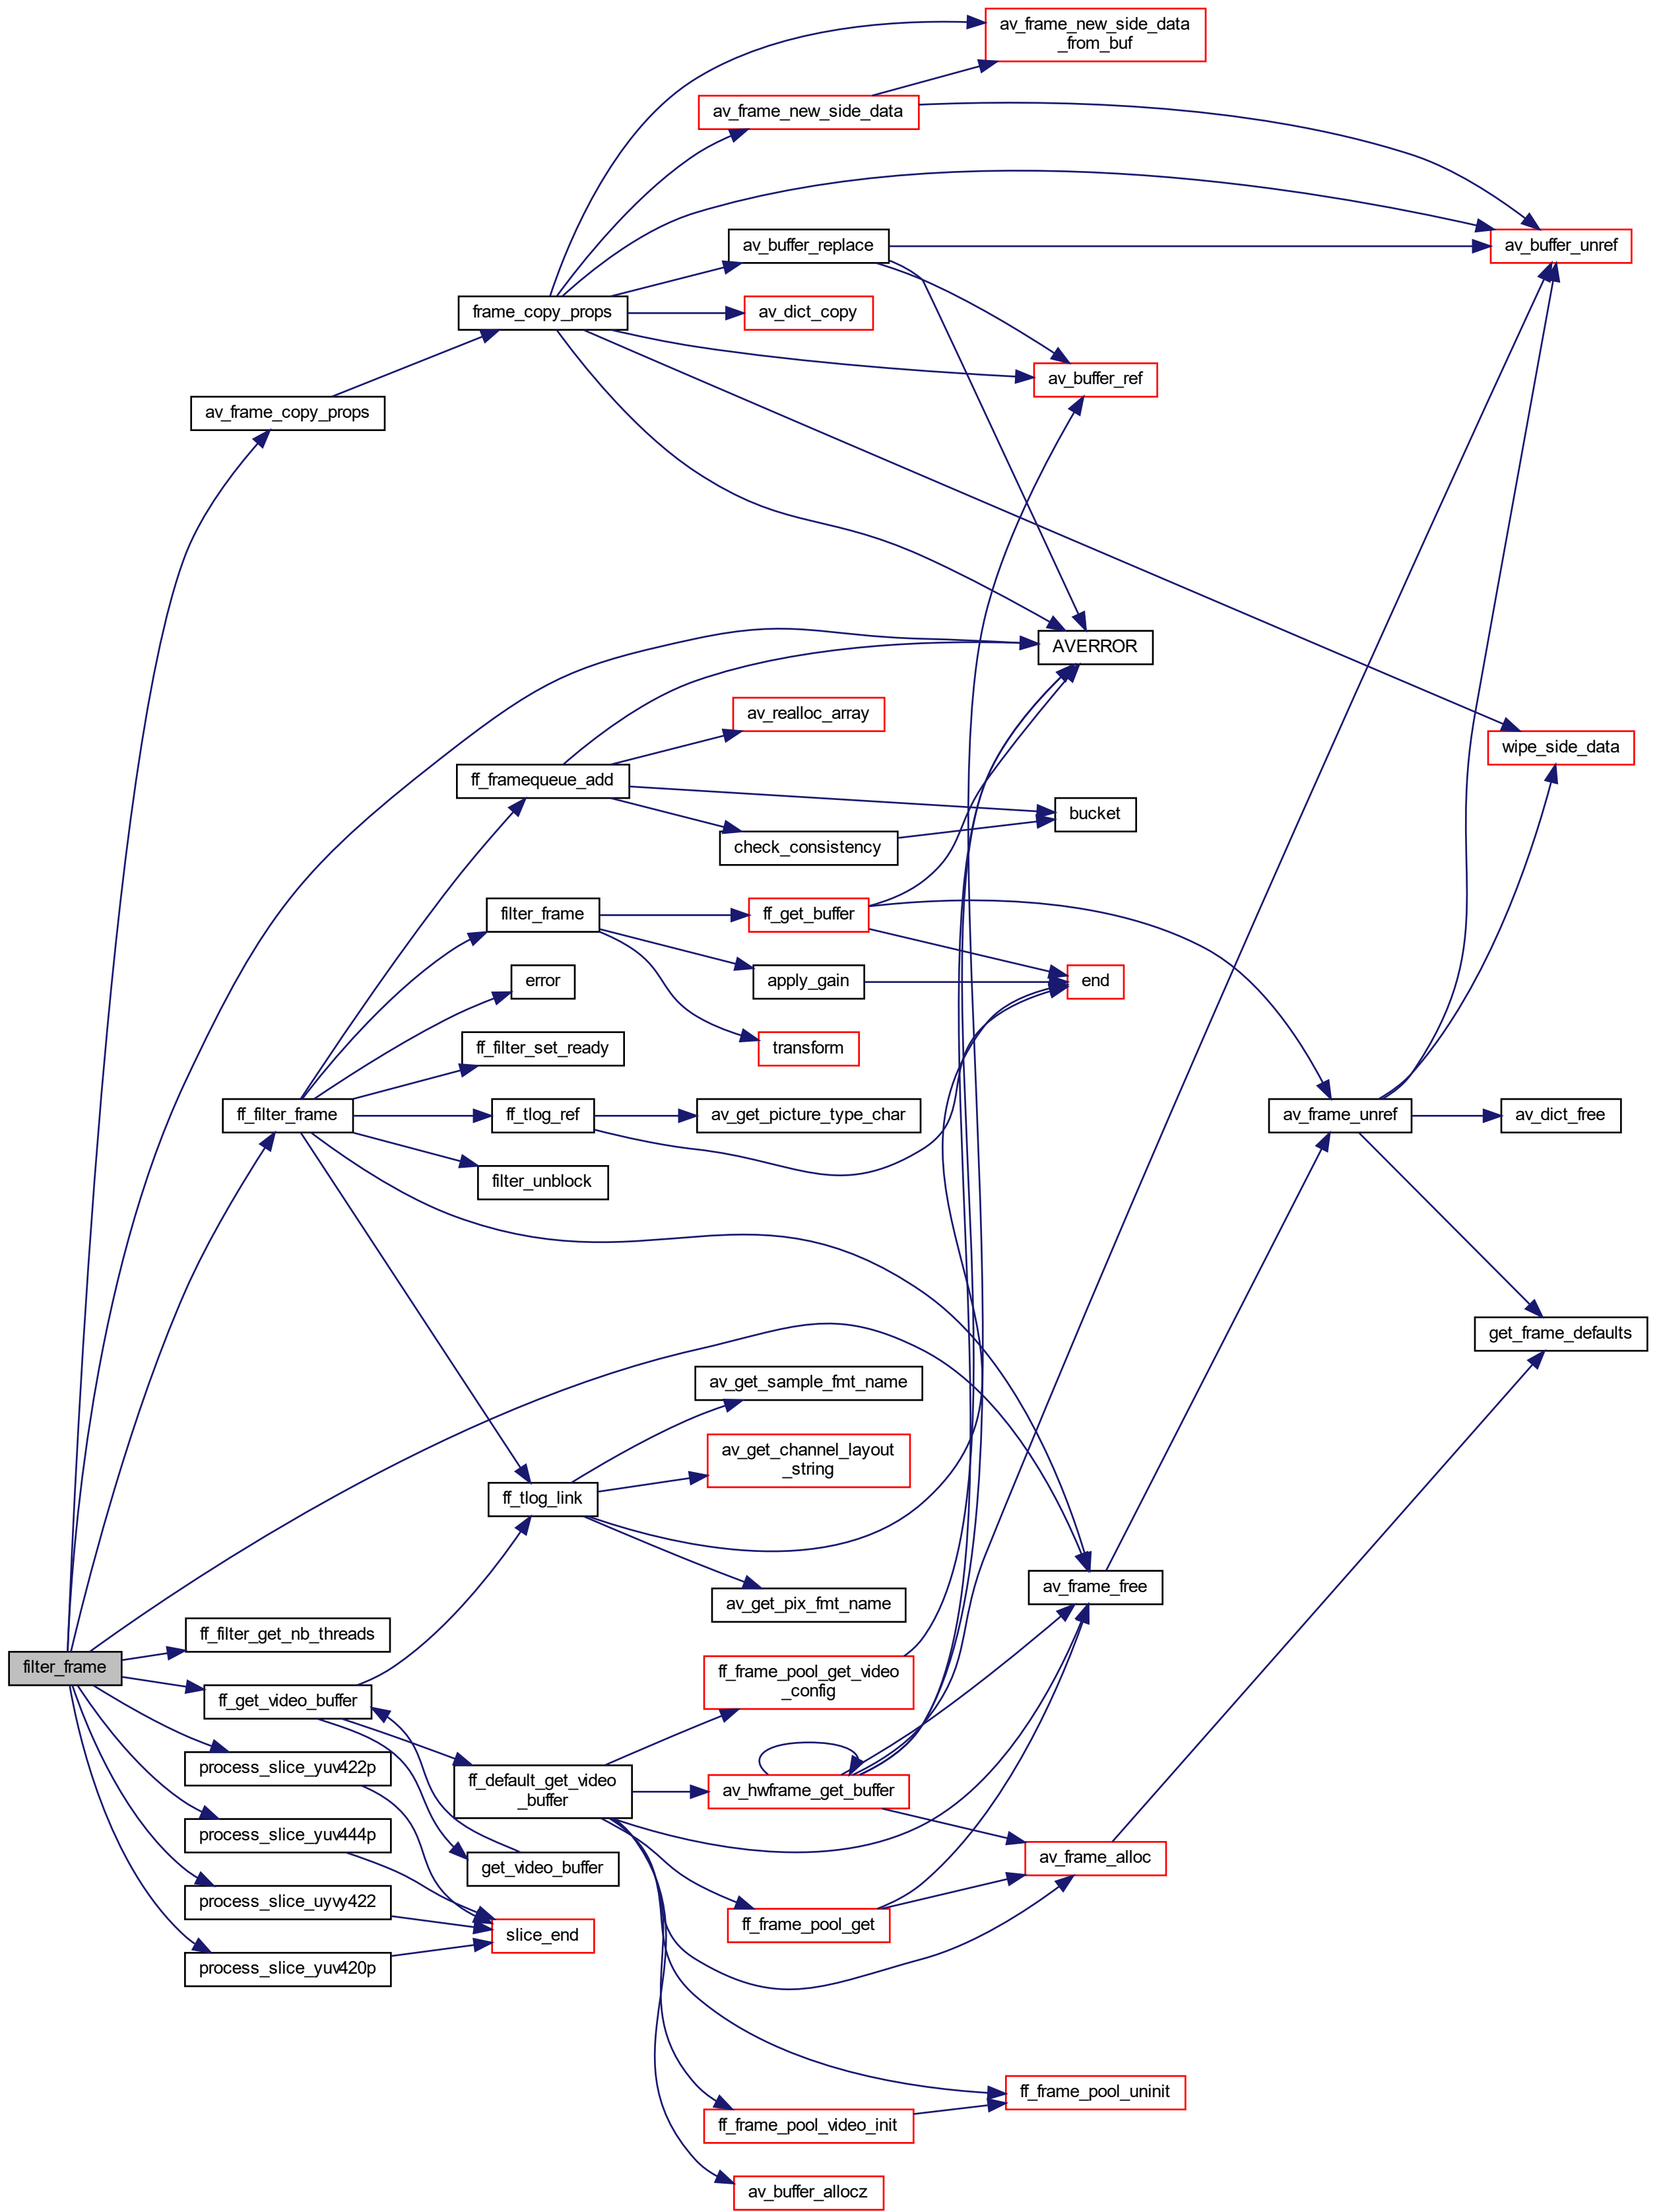 av_frame_new_side_data
_from_buf
av_frame_new_side_data
av_buffer_replace
av_buffer_unref
frame_copy_props
av_dict_copy
av_buffer_ref
av_frame_copy_props
AVERROR
av_realloc_array
wipe_side_data
ff_framequeue_add
bucket
check_consistency
filter_frame
ff_get_buffer
error
apply_gain
end
ff_filter_set_ready
transform
ff_filter_frame
ff_tlog_ref
av_get_picture_type_char
av_frame_unref
av_dict_free
filter_unblock
get_frame_defaults
av_get_sample_fmt_name
av_get_channel_layout
_string
ff_tlog_link
av_get_pix_fmt_name
av_frame_free
ff_filter_get_nb_threads
filter_frame
ff_frame_pool_get_video
_config
ff_get_video_buffer
process_slice_yuv422p
ff_default_get_video
_buffer
av_hwframe_get_buffer
process_slice_yuv444p
av_frame_alloc
get_video_buffer
process_slice_uyvy422
ff_frame_pool_get
slice_end
process_slice_yuv420p
ff_frame_pool_uninit
ff_frame_pool_video_init
av_buffer_allocz